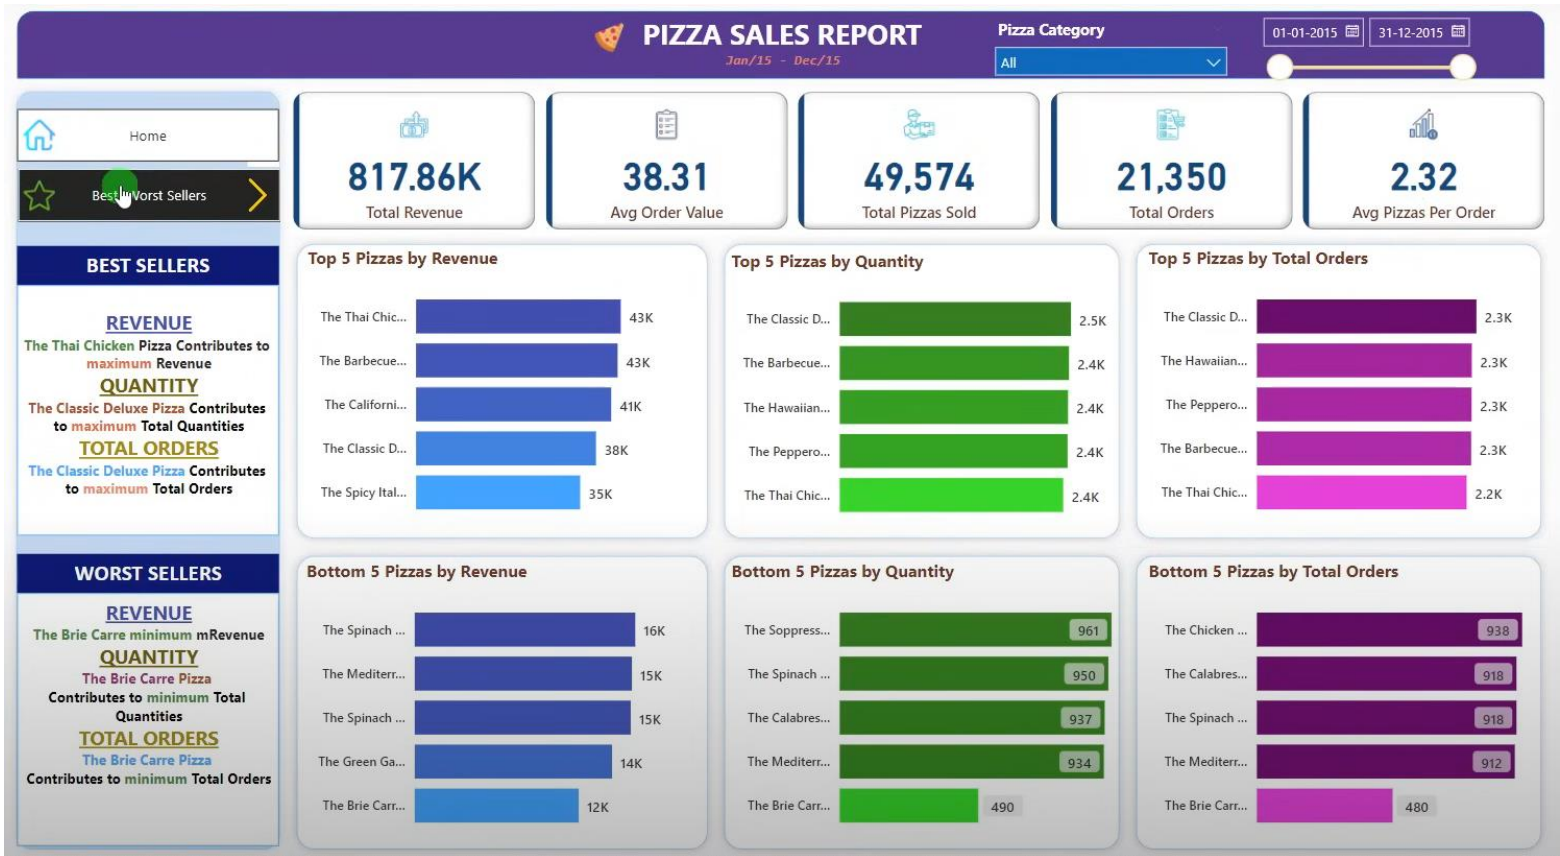 PIZZA SALES REPORT
Jan/15 - Dec/15
Pizza Category
All
01-01-2015
31-12-2015
Home
Best/Worst Sellers
817.86K
Total Revenue
38.31
Avg Order Value
49,574
Total Pizzas Sold
21,350
Total Orders
2.32
Avg Pizzas Per Order
BEST SELLERS
REVENUE
The Thai Chicken Pizza Contributes to
maximum Revenue
QUANTITY
The Classic Deluxe Pizza Contributes
to maximum Total Quantities
TOTAL ORDERS
The Classic Deluxe Pizza Contributes
to maximum Total Orders
Top 5 Pizzas by Revenue
The Thai Chic... 43K
The Barbecue... 43K
The Californi... 41K
The Classic D... 38K
The Spicy Ital... 35K
Top 5 Pizzas by Quantity
The Classic D... 2.5K
The Barbecue... 2.4K
The Hawaiian... 2.4K
The Peppero... 2.4K
The Thai Chic... 2.4K
Top 5 Pizzas by Total Orders
The Classic D... 2.3K
The Hawaiian... 2.3K
The Peppero... 2.3K
The Barbecue... 2.3K
The Thai Chic... 2.2K
WORST SELLERS
REVENUE
The Brie Carre minimum mRevenue
QUANTITY
The Brie Carre Pizza
Contributes to minimum Total
Quantities
TOTAL ORDERS
The Brie Carre Pizza
Contributes to minimum Total Orders
Bottom 5 Pizzas by Revenue
The Spinach ... 16K
The Mediterr... 15K
The Spinach ... 15K
The Green Ga... 14K
The Brie Carr... 12K
Bottom 5 Pizzas by Quantity
The Soppress... 961
The Spinach ... 950
The Calabres... 937
The Mediterr... 934
The Brie Carr... 490
Bottom 5 Pizzas by Total Orders
The Chicken ... 938
The Calabres... 918
The Spinach ... 918
The Mediterr... 912
The Brie Carr... 480